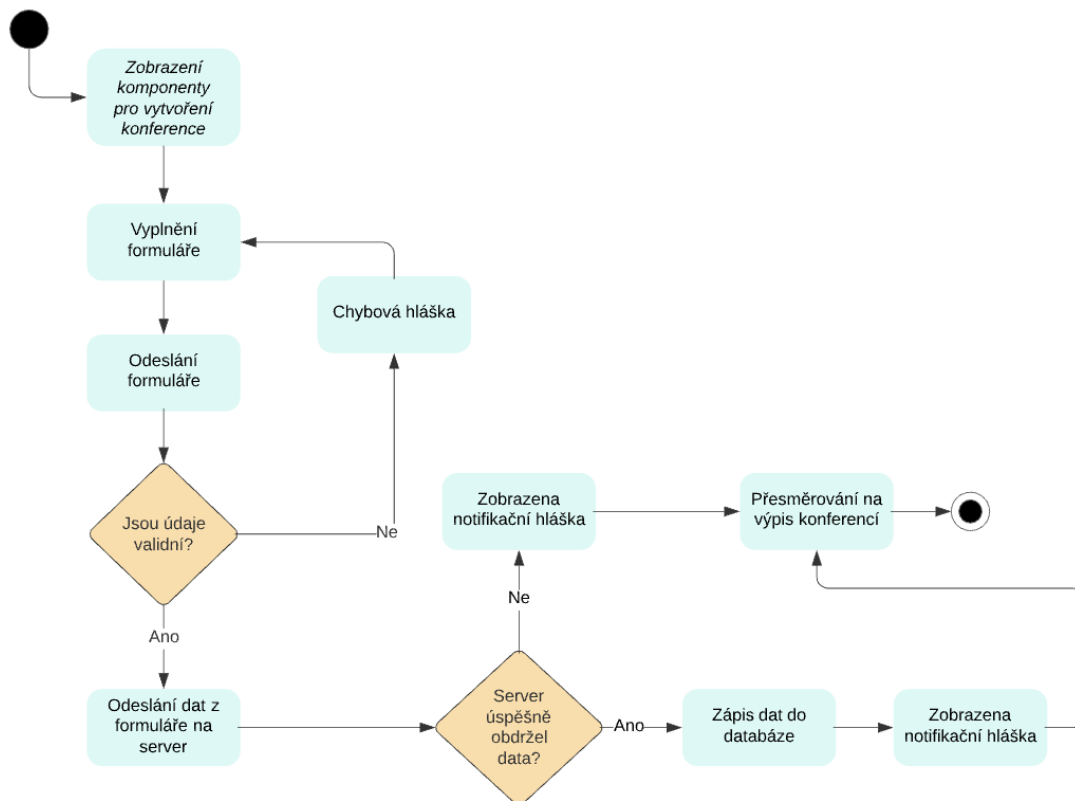 Zobrazení
komponenty
pro vytvoření
konference
Vyplnění
formuláře
Chybová hláška
Odeslání
formuláře
Jsou údaje
validní?
Ne
Ano
Odeslání dat z
formuláře na
server
Server
úspěšně
obdržel
data?
Ne
Zobrazena
notifikační hláška
Přesměrování na
výpis konferencí
Ano
Zápis dat do
databáze
Zobrazena
notifikační hláška